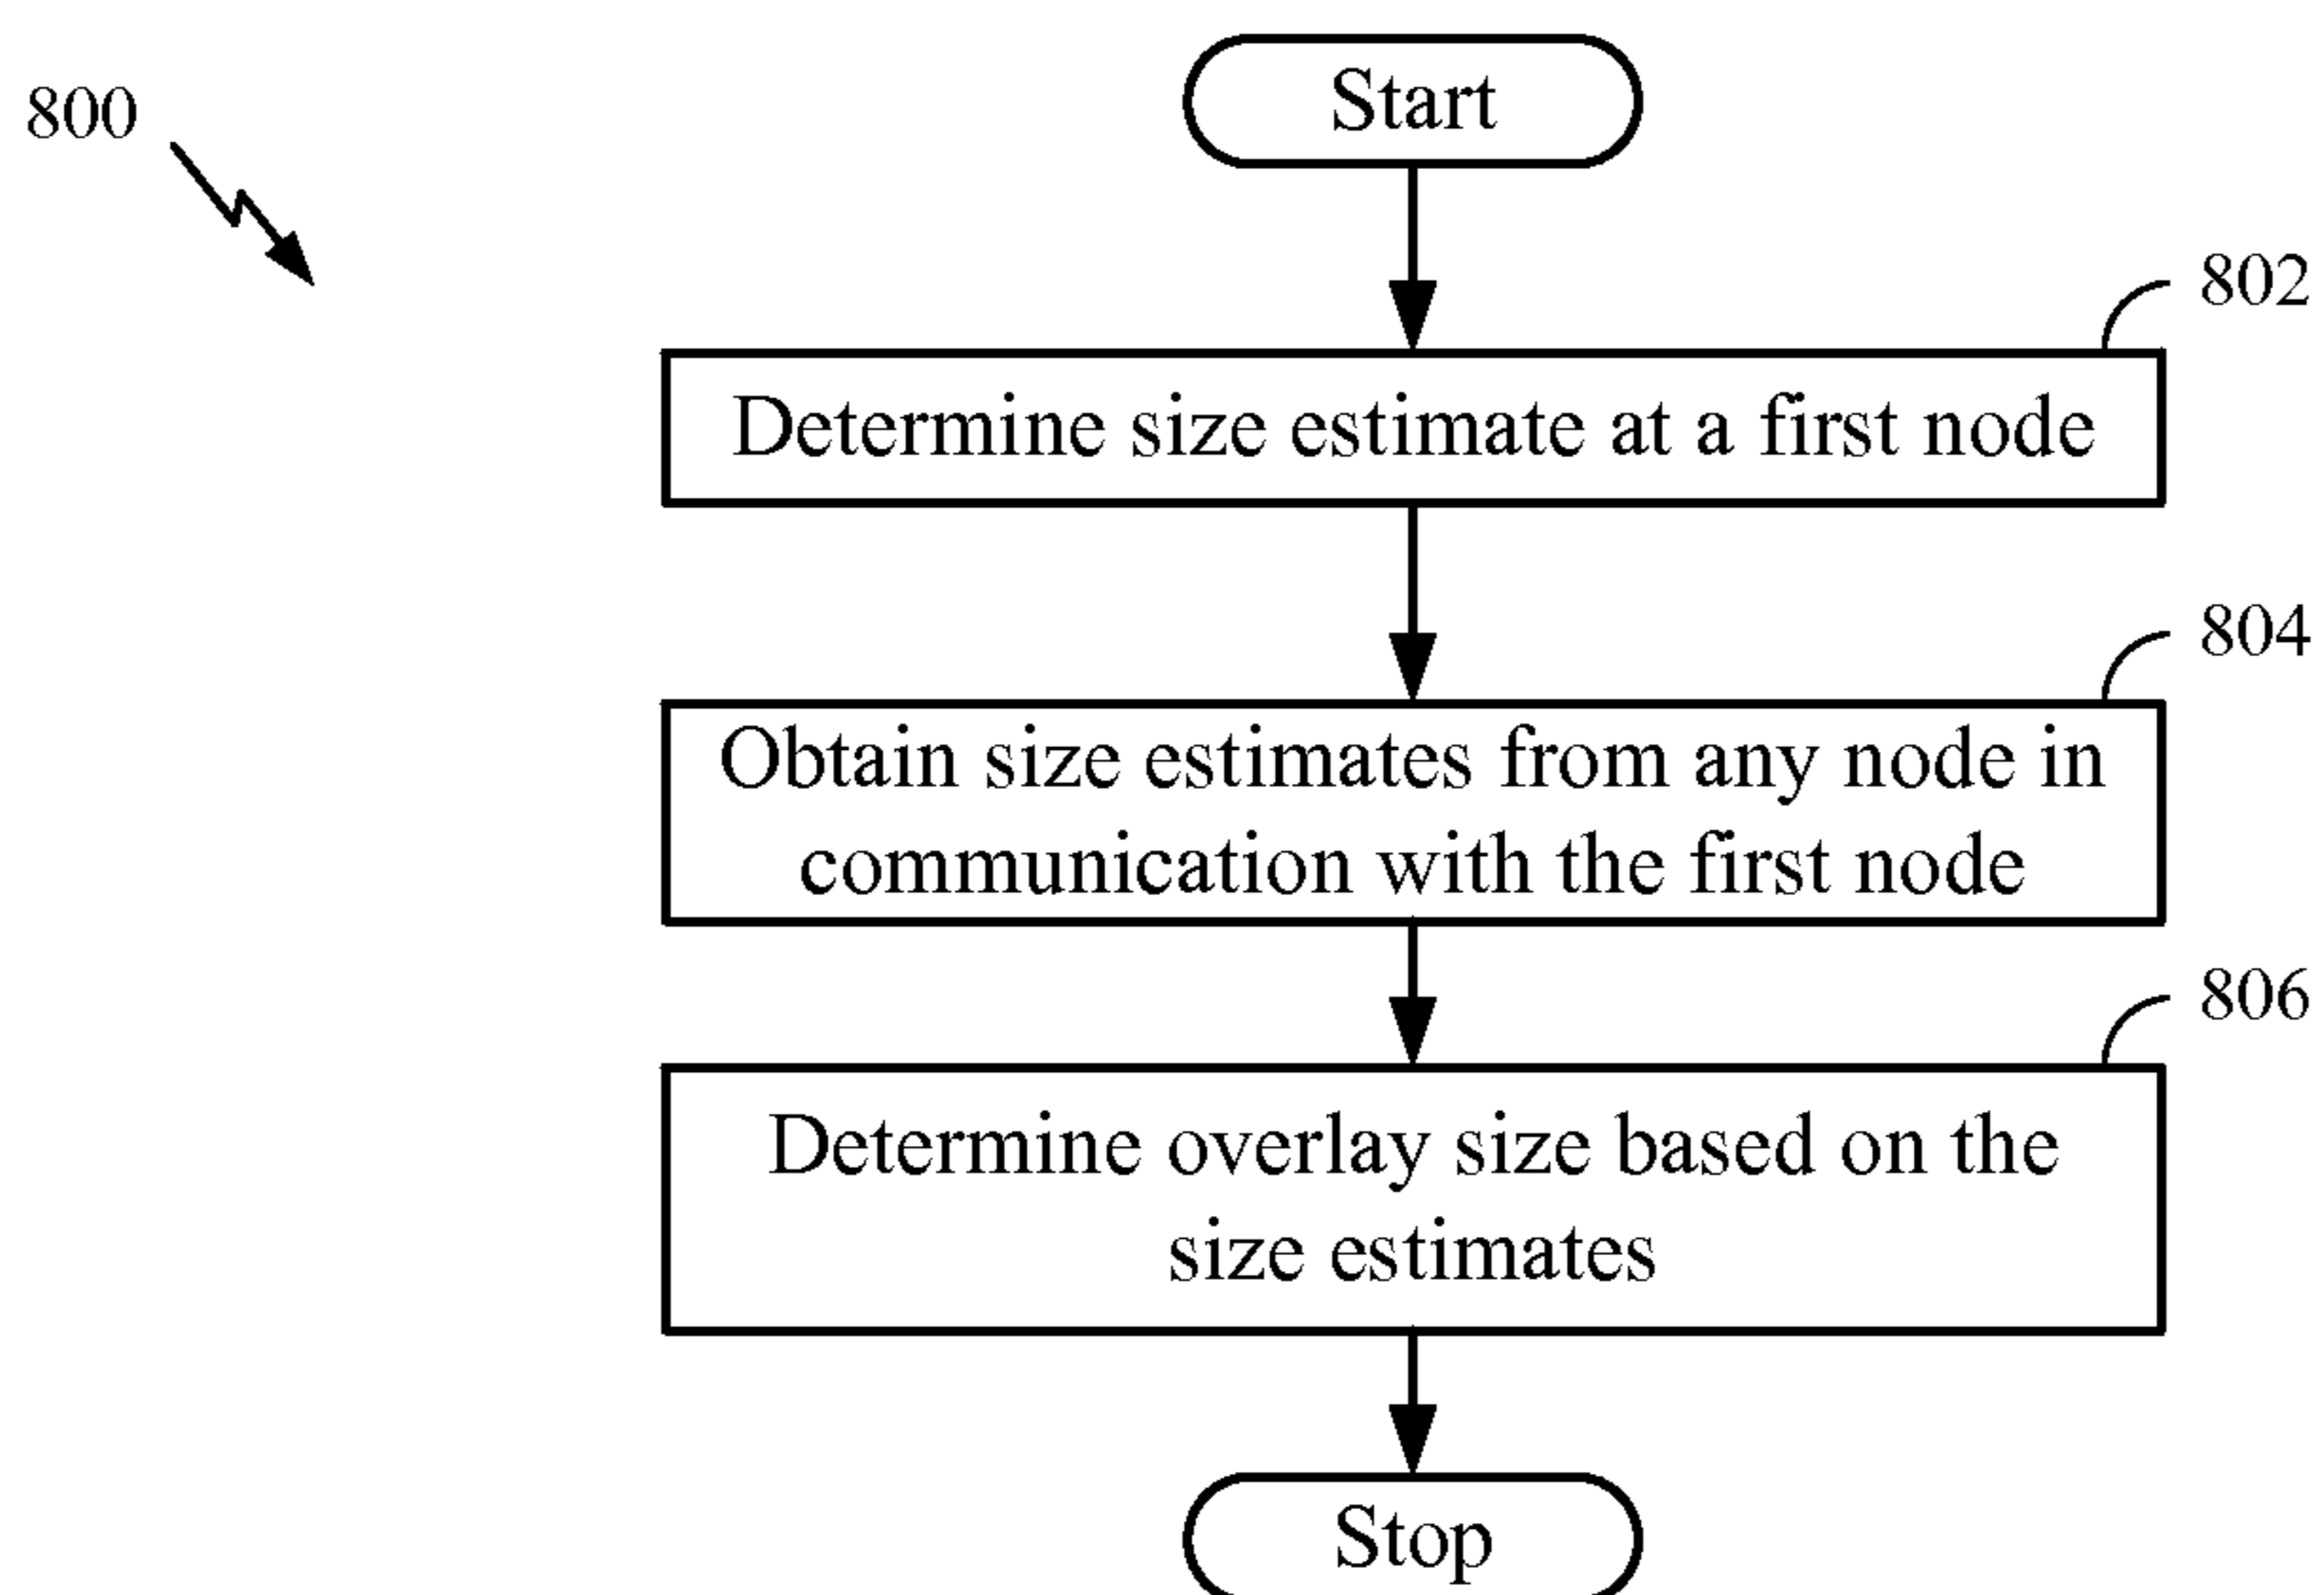 800
Start
802
Determine size estimate at a first node
804
Obtain size estimates from any node in
communication with the first node
806
Determine overlay size based on the
size estimates
Stop